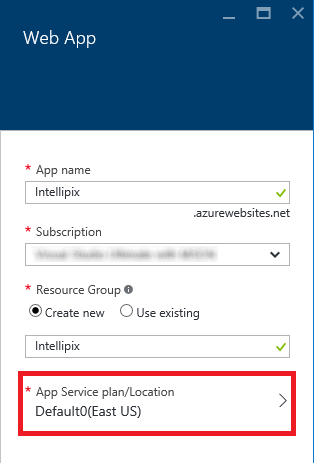 Web App
* App name
Intellipix
.azurewebsites.net
* Subscription
* Resource Group
Create new Use existing
Intellipix
* App Service plan/Location
Default0(East US)